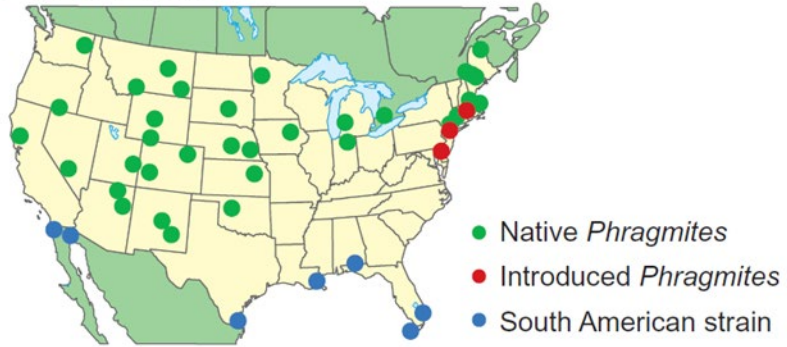 Native Phragmites
Introduced Phragmites
South American strain